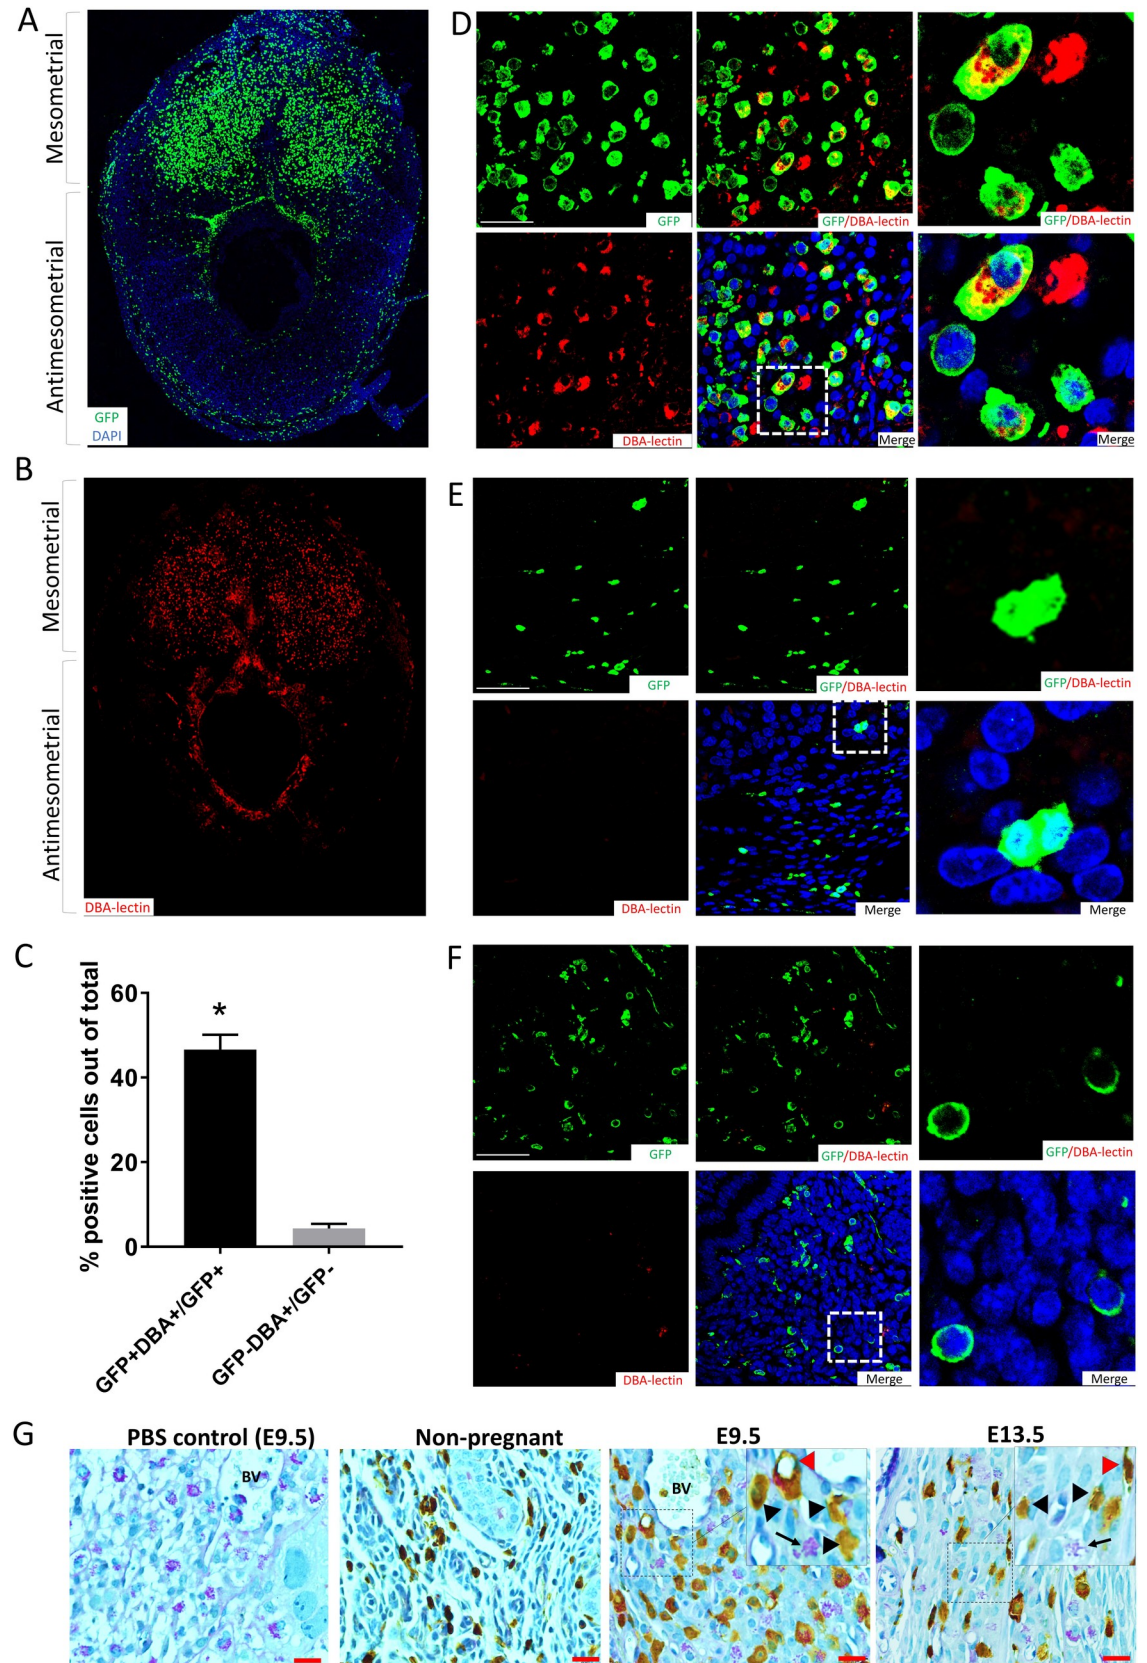 A
Mesometrial
Antimesometrial
GFP
DAPI
B
Mesometrial
Antimesometrial
DBA-lectin
C
% positive cells out of total
60
40
20
0
*
GFP+DBA+/GFP+
GFP-DBA+/GFP-
D
GFP
GFP/DBA-lectin
GFP/DBA-lectin
DBA-lectin
Merge
Merge
E
GFP
GFP/DBA-lectin
GFP/DBA-lectin
DBA-lectin
Merge
Merge
F
GFP
GFP/DBA-lectin
GFP/DBA-lectin
DBA-lectin
Merge
Merge
G
PBS control (E9.5)
Non-pregnant
E9.5
E13.5
BV
BV